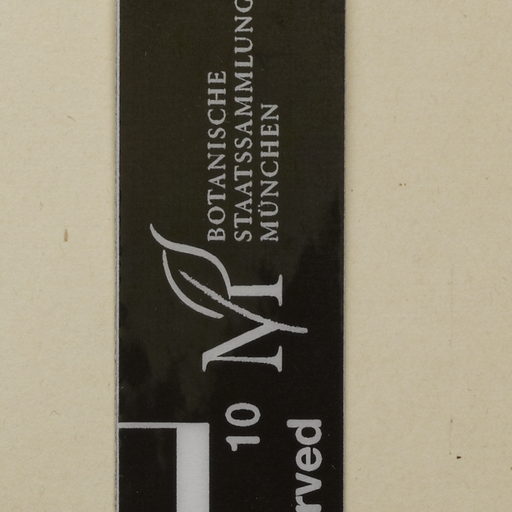 BOTANISCHE
STAATSSAMMLUNG
MÜNCHEN
M
10
rved